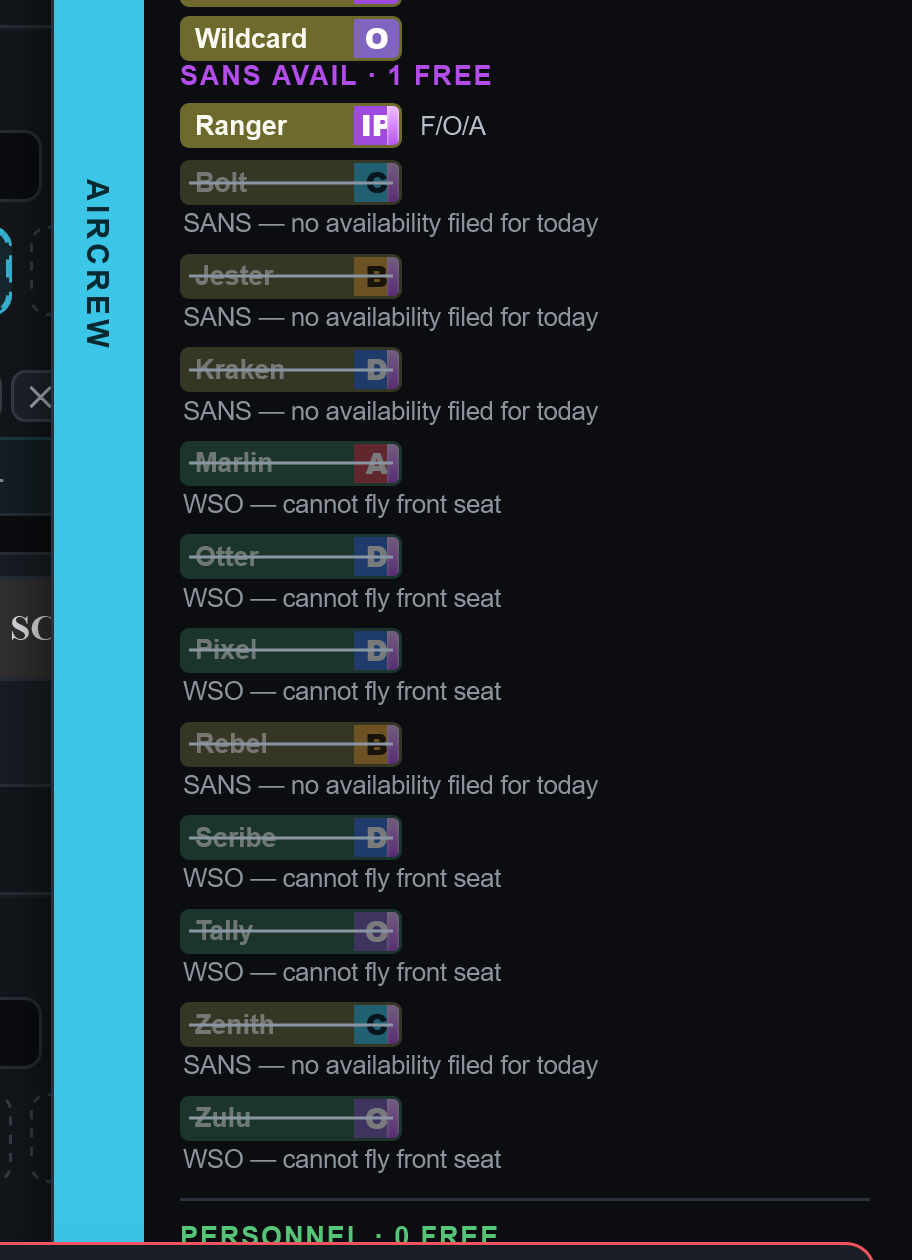 Wildcard O
SANS AVAIL · 1 FREE
Ranger IP F/O/A
Bolt C
SANS — no availability filed for today
Jester B
SANS — no availability filed for today
Kraken D
SANS — no availability filed for today
Marlin A
WSO — cannot fly front seat
Otter D
WSO — cannot fly front seat
Pixel D
WSO — cannot fly front seat
Rebel B
SANS — no availability filed for today
Scribe D
WSO — cannot fly front seat
Tally O
WSO — cannot fly front seat
Zenith C
SANS — no availability filed for today
Zulu O
WSO — cannot fly front seat
PERSONNEL · 0 FREE
AIRCREW
SC